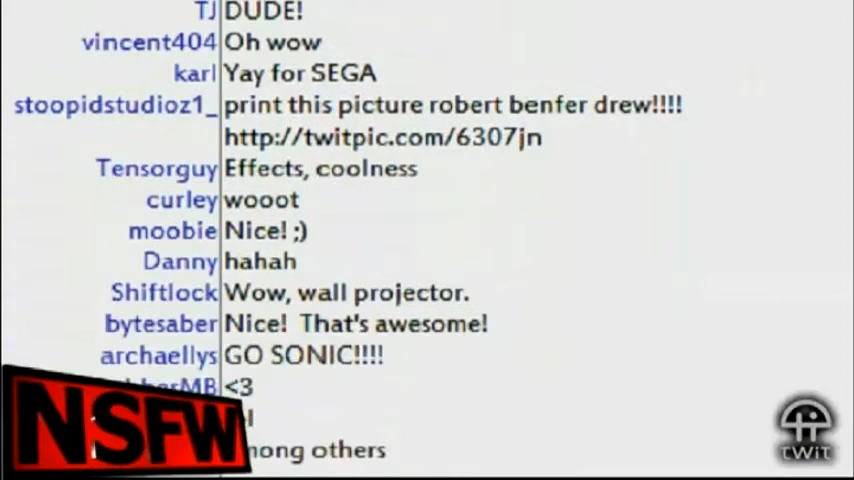 TJ DUDE!
vincent404 Oh wow
karl Yay for SEGA
stoopidstudioz1_ print this picture robert benfer drew!!!!
http://twitpic.com/6307jn
Tensorguy Effects, coolness
curley wooot
moobie Nice! ;)
Danny hahah
Shiftlock Wow, wall projector.
bytesaber Nice! That's awesome!
archaellys GO SONIC!!!!
<3
others
NSFW
TWiT